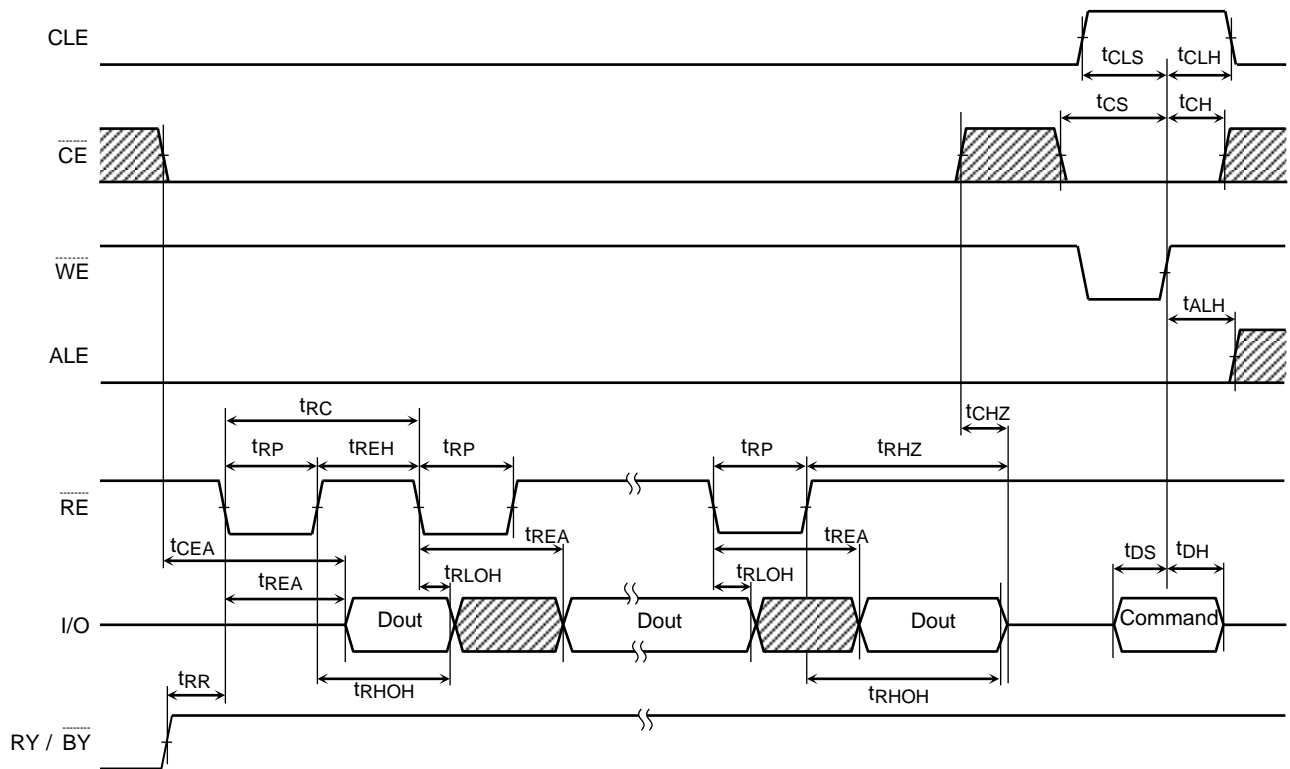 CLE
tCLS tCLH
tCS tCH
CE
WE
tALH
ALE
tRC tCHZ
tRP tREH tRP tRP tRHZ
RE
tCEA tREA tREA tDS tDH
tREA tRLOH tRLOH
I/O Dout Dout Dout Command
tRR tRHOH tRHOH
RY / BY